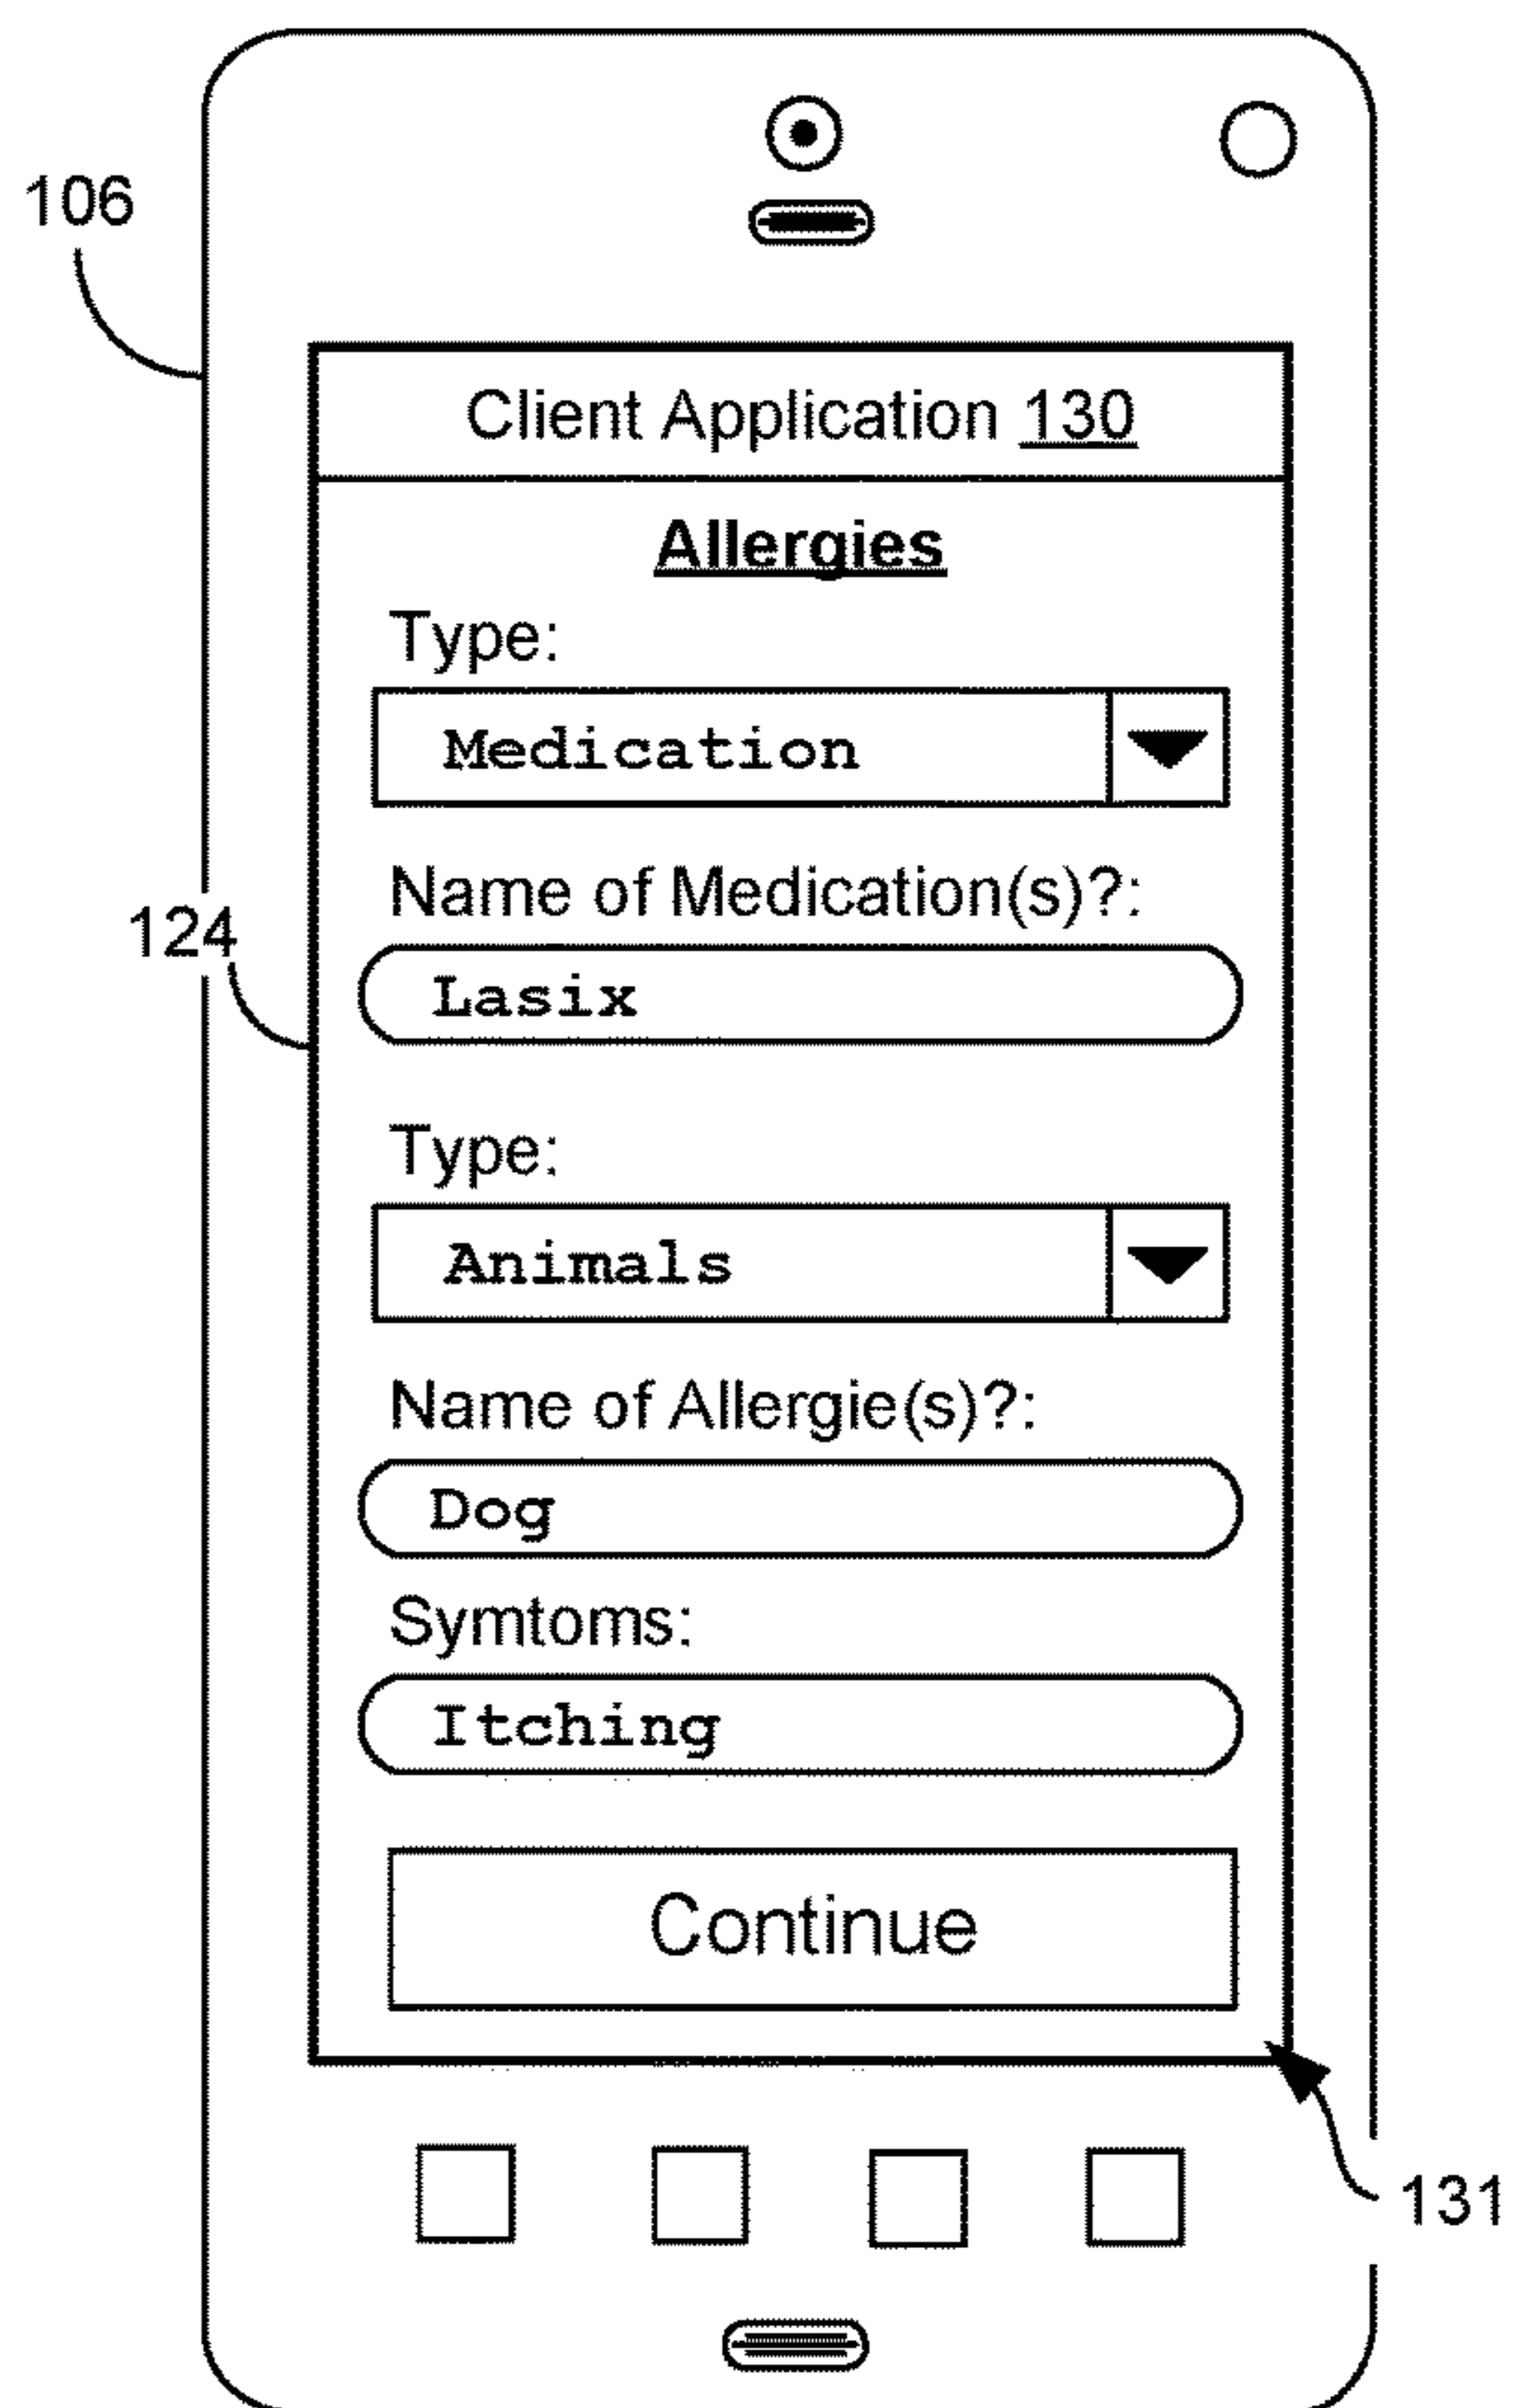 106
Client Application 130
Allergies
Type:
Medication
Name of Medication(s)?:
124
Lasix
Type:
Animals
Name of Allergie(s)?:
Dog
Symtoms:
Itching
Continue
131